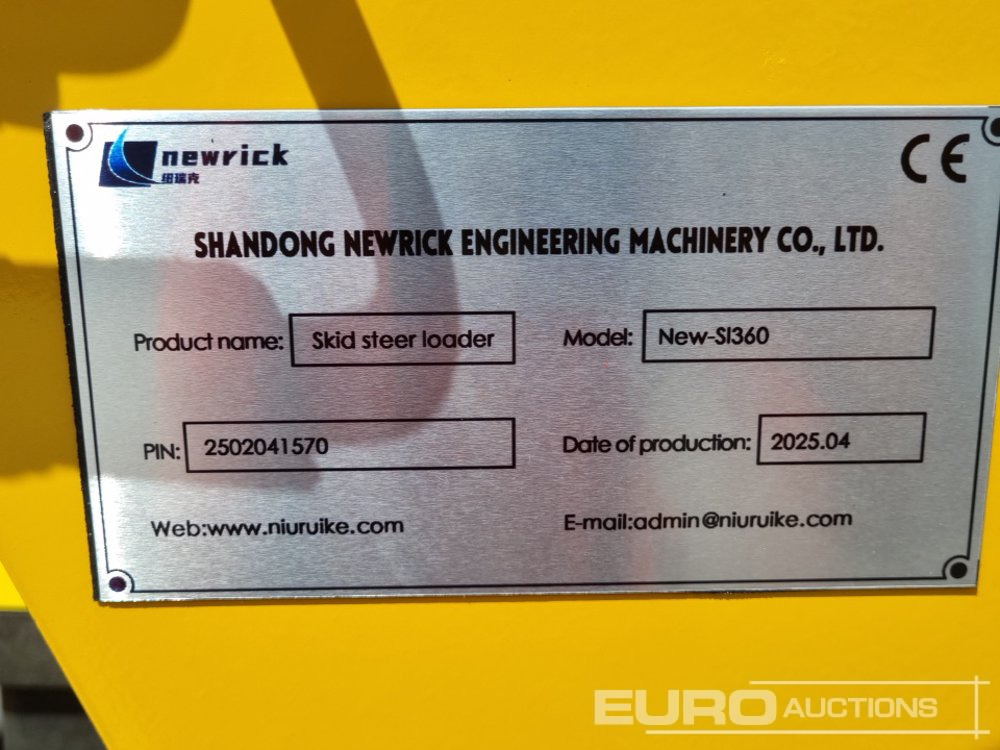 newrick
纽瑞克
CE
SHANDONG NEWRICK ENGINEERING MACHINERY CO., LTD.
Product name: Skid steer loader
Model: New-Sl360
PIN: 2502041570
Date of production: 2025.04
Web:www.niuruike.com
E-mail:admin@niuruike.com
EURO AUCTIONS